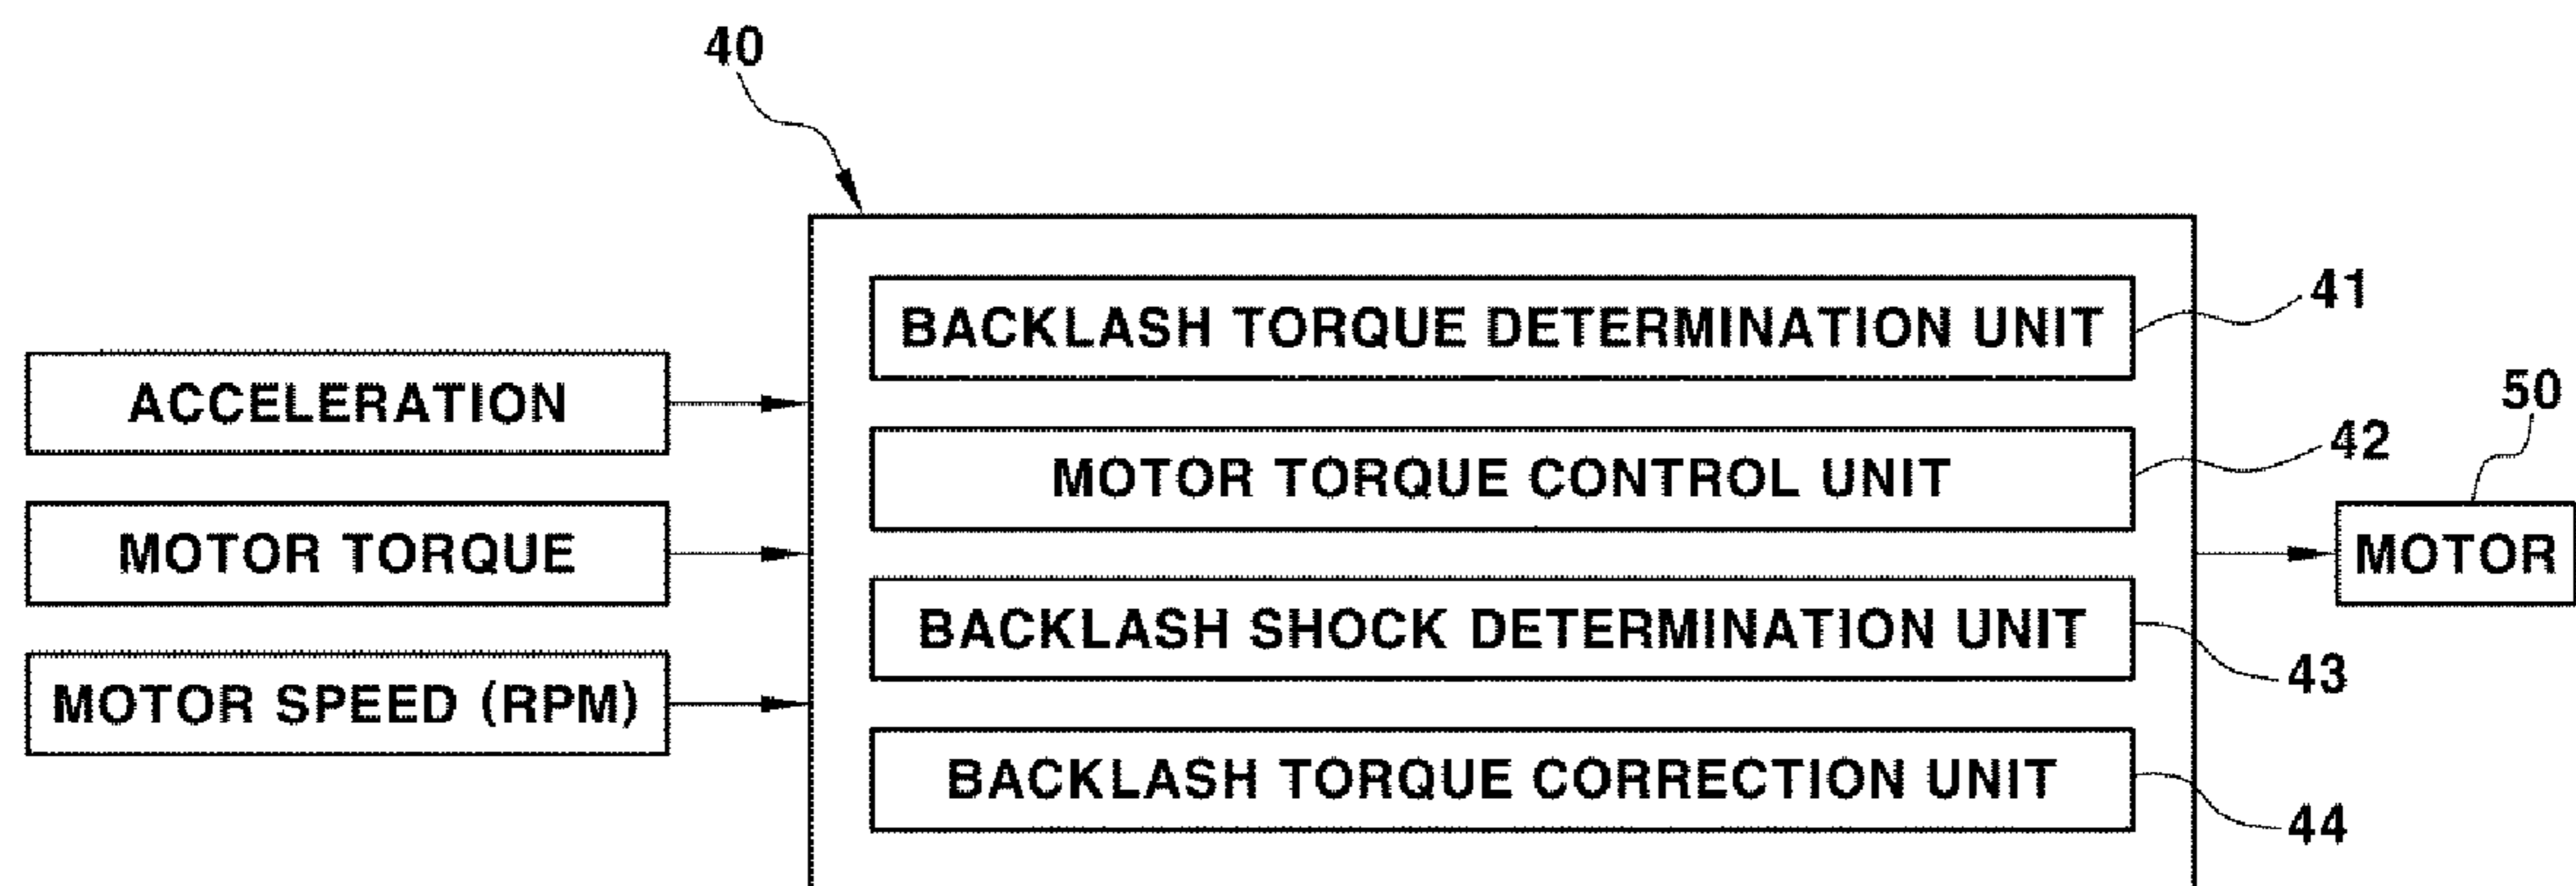 40
BACKLASH TORQUE DETERMINATION UNIT
41
ACCELERATION
MOTOR TORQUE CONTROL UNIT
42
50
MOTOR TORQUE
MOTOR
BACKLASH SHOCK DETERMINATION UNIT
43
MOTOR SPEED (RPM)
BACKLASH TORQUE CORRECTION UNIT
44